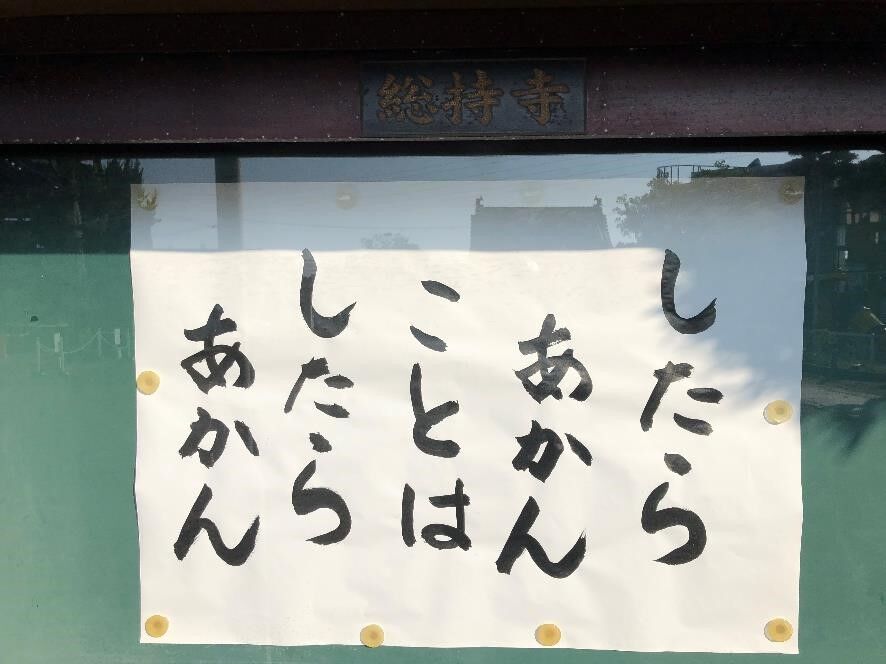 総持寺
したら
あかん
ことは
したら
あかん